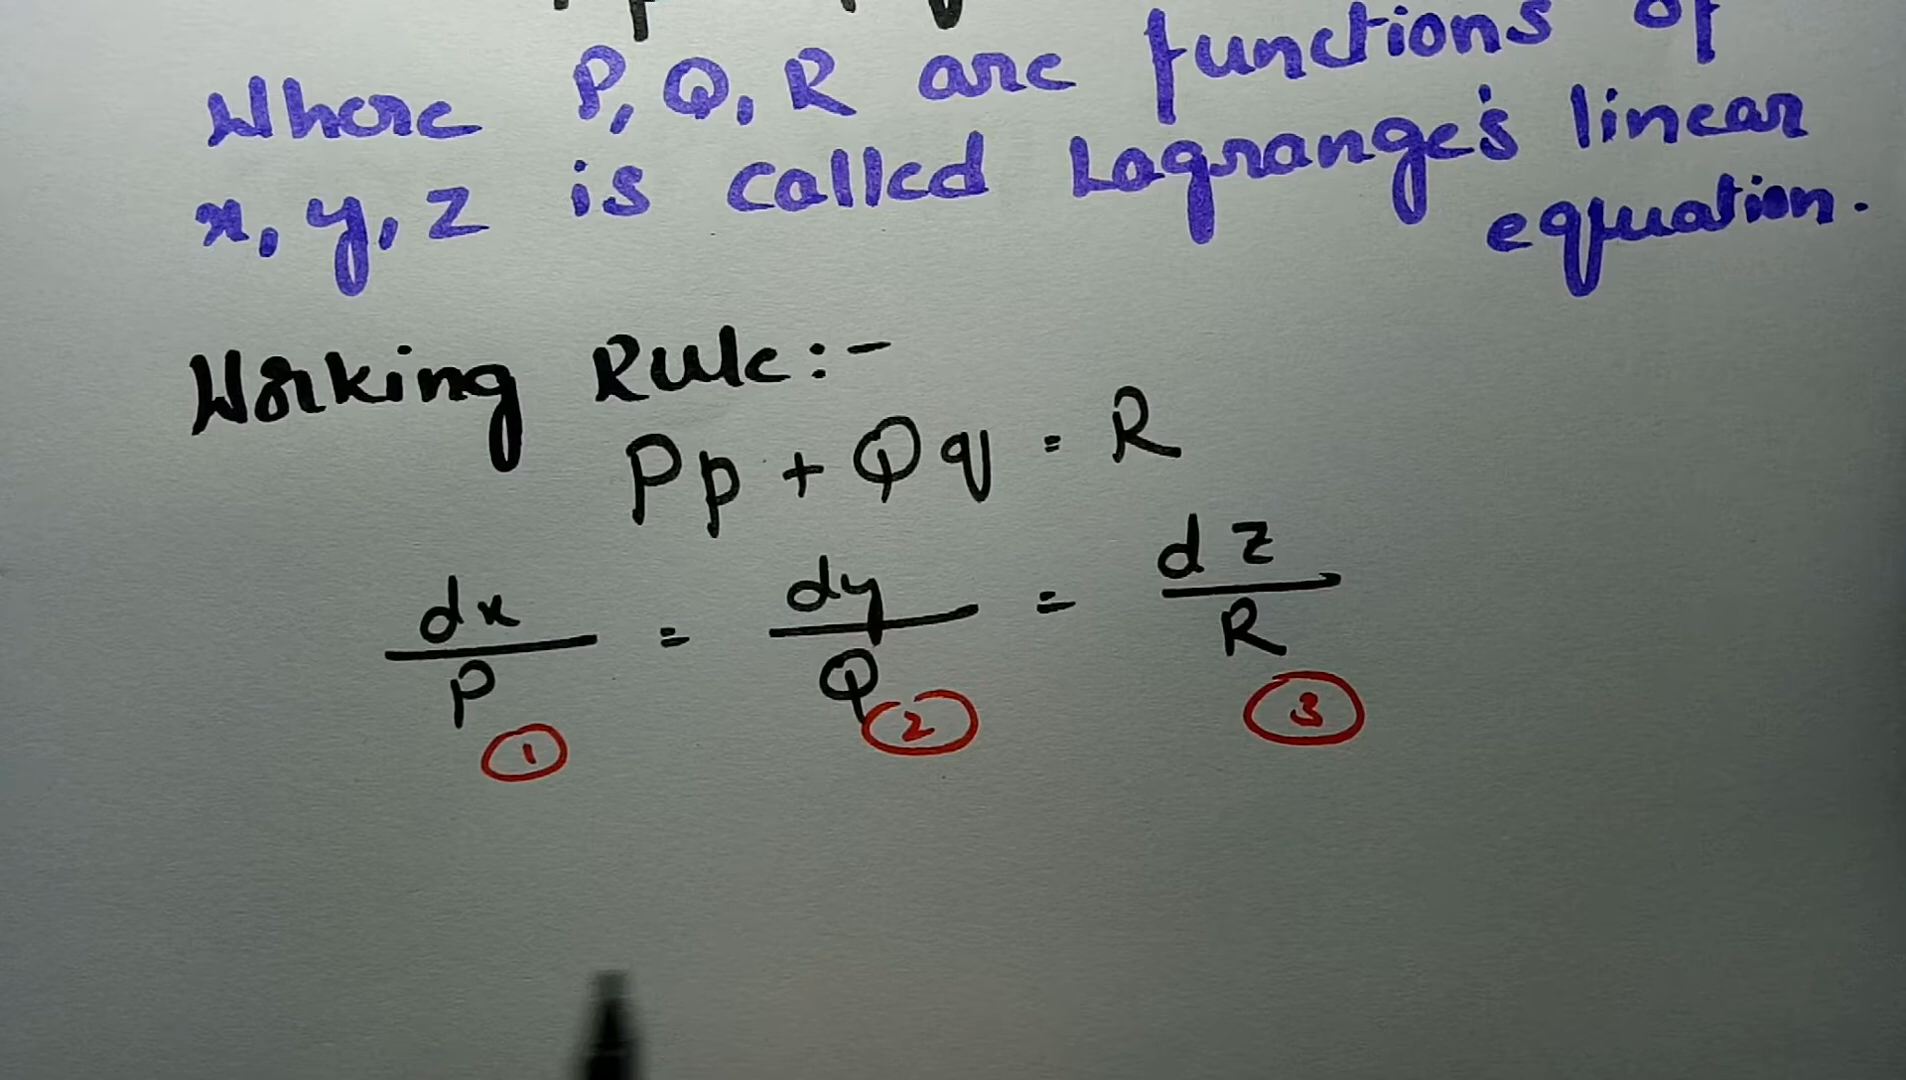 Where P, Q, R are functions of
x, y, z is called Lagrange's linear
equation.
Working Rule:-
Pp + Qq = R
dx/P = dy/Q = dz/R
1 2 3